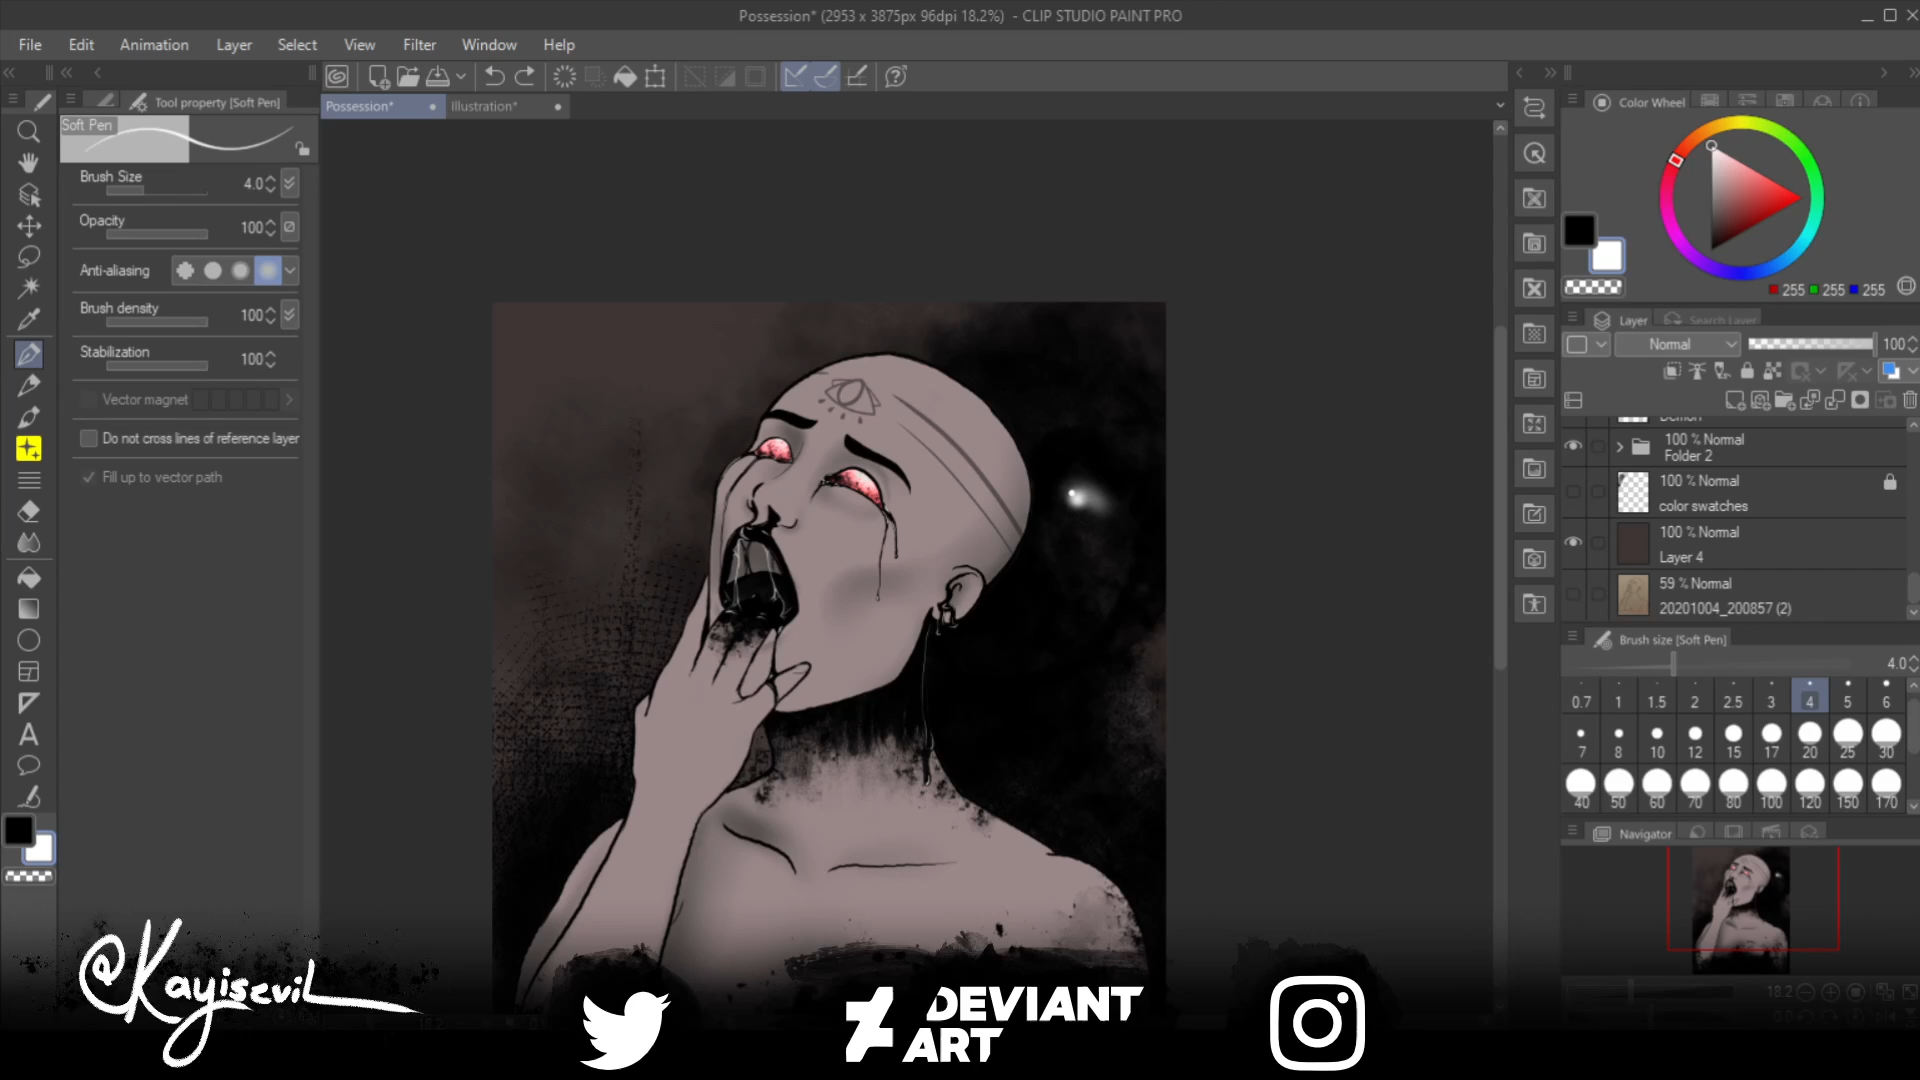 Possession* (2953 x 3875px 96dpi 18.2%) - CLIP STUDIO PAINT PRO
File Edit Animation Layer Select View Filter Window Help
Tool property [Soft Pen]
Possession*
Illustration*
Soft Pen
Brush Size 4.0
Opacity 100
Anti-aliasing
Brush density 100
Stabilization 100
Vector magnet
Do not cross lines of reference layer
Fill up to vector path
Color Wheel
255 255 255
Layer
Search Layer
Normal 100
100 % Normal
Folder 2
100 % Normal
color swatches
100 % Normal
Layer 4
59 % Normal
20201004_200857 (2)
Brush size [Soft Pen]
4.0
0.7 1 1.5 2 2.5 3 4 5 6
7 8 10 12 15 17 20 25 30
40 50 60 70 80 100 120 150 170
Navigator
18.2
@Kayisevil
DEVIANT
ART